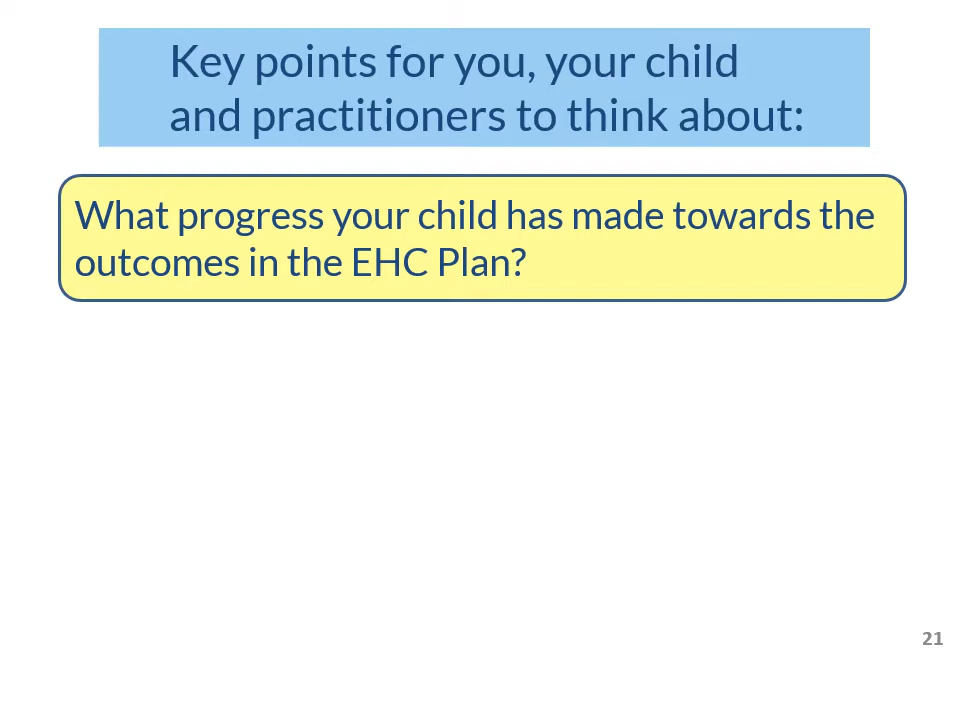 Key points for you, your child
and practitioners to think about:
What progress your child has made towards the
outcomes in the EHC Plan?
21